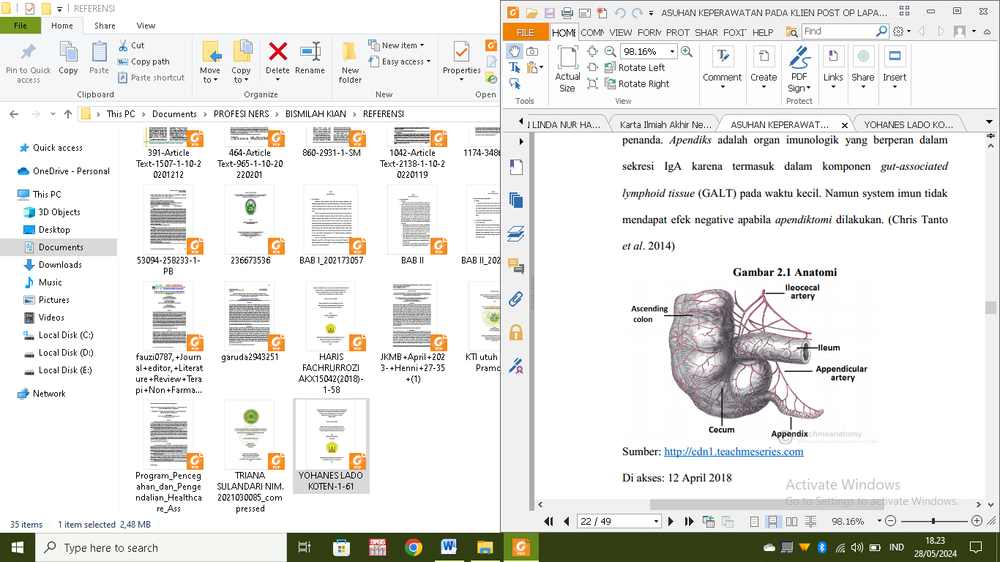 REFERENSI
File Home Share View
Pin to Quick access
Copy
Paste
Cut
Copy path
Paste shortcut
Clipboard
Move to
Copy to
Delete
Rename
Organize
New folder
New item
Easy access
New
Properties
Open
This PC > Documents > PROFESI NERS > BISMILAH KIAN > REFERENSI
Quick access
OneDrive - Personal
This PC
3D Objects
Desktop
Documents
Downloads
Music
Pictures
Videos
Local Disk (C:)
Local Disk (D:)
Local Disk (E:)
Network
391-Article Text-1507-1-10-20201212
464-Article Text-965-1-10-20220201
860-2931-1-SM
1042-Article Text-2138-1-10-20220119
1174-3486
53094-258233-1-PB
236673536
BAB I_202173057
BAB II
BAB II_202
fauzi0787,+Journal+editor,+Literature+Review+Terapi+Non+Farma...
garuda2943251
HARIS FACHRURROZI AKX15042(2018)-1-58
JKMB+April+2023-+Henni+27-35+(1)
KTI utuh
Pramo
Program_Pencegahan_dan_Pengendalian_Healthcare_Ass
TRIANA SULANDARI NIM. 2021030085_compressed
YOHANES LADO KOTEN-1-61
35 items 1 item selected 2,48 MB
ASUHAN KEPERAWATAN PADA KLIEN POST OP LAPA...
FILE HOME COMM VIEW FORM PROT SHAR FOXIT HELP Find
Actual Size
98.16%
Rotate Left
Rotate Right
Comment
Create
PDF Sign
Links
Share
Insert
Tools View Protect
LINDA NUR HA... Karta Ilmiah Akhir Ne... ASUHAN KEPERAWAT... YOHANES LADO KO...
penanda. Apendiks adalah organ imunologik yang berperan dalam
sekresi IgA karena termasuk dalam komponen gut-associated
lymphoid tissue (GALT) pada waktu kecil. Namun system imun tidak
mendapat efek negative apabila apendiktomi dilakukan. (Chris Tanto
et al. 2014)
Gambar 2.1 Anatomi
Ileocecal artery
Ascending colon
Ileum
Appendicular artery
Cecum
Appendix
teachmeanatomy
Sumber: http://cdn1.teachmeseries.com
Di akses: 12 April 2018
Activate Windows
Go to Settings to activate Windows.
22 / 49
98.16%
Type here to search
IND
18.23
28/05/2024